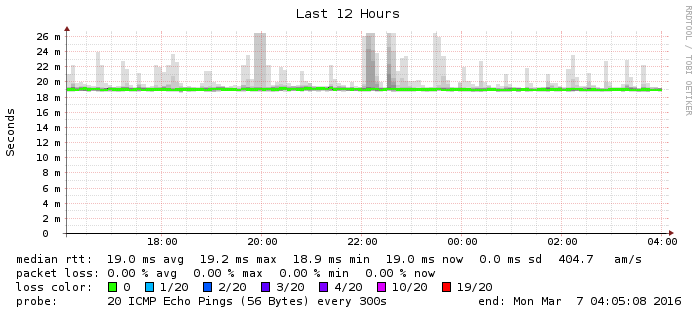 Last 12 Hours
RRDTOOL / TOBI OETIKER
Seconds
26 m
24 m
22 m
20 m
18 m
16 m
14 m
12 m
10 m
8 m
6 m
4 m
2 m
0
18:00 20:00 22:00 00:00 02:00 04:00
median rtt: 19.0 ms avg 19.2 ms max 18.9 ms min 19.0 ms now 0.0 ms sd 404.7 am/s
packet loss: 0.00 % avg 0.00 % max 0.00 % min 0.00 % now
loss color: 0 1/20 2/20 3/20 4/20 10/20 19/20
probe: 20 ICMP Echo Pings (56 Bytes) every 300s end: Mon Mar 7 04:05:08 2016